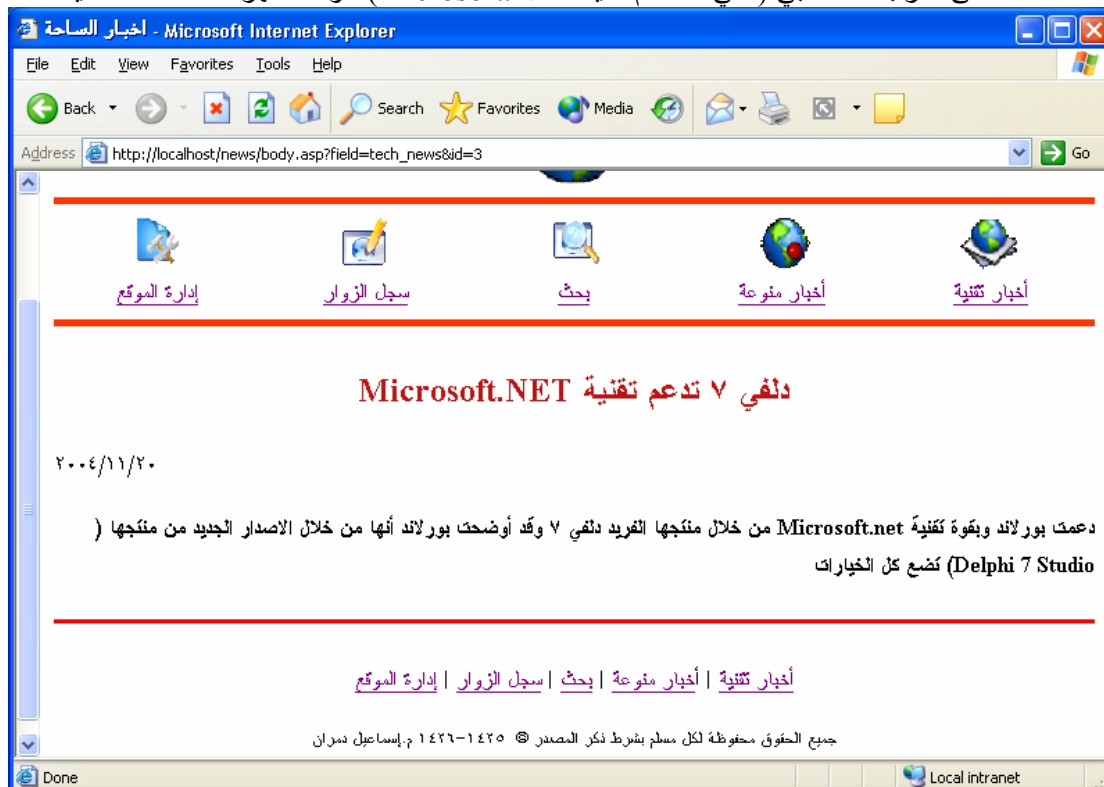 أخبار الساحة - Microsoft Internet Explorer
File Edit View Favorites Tools Help
Back Search Favorites Media
Address http://localhost/news/body.asp?field=tech_news&id=3 Go
أخبار تقنية أخبار منوعة بحث سجل الزوار إدارة الموقع
دلفي ٧ تدعم تقنية Microsoft.NET
٢٠٠٤/١١/٢٠
دعمت بورلاند وبقوة تقنية Microsoft.net من خلال منتجها الفريد دلفي ٧ وقد أوضحت بورلاند أنها من خلال الاصدار الجديد من منتجها (
Delphi 7 Studio) تضع كل الخيارات
أخبار تقنية | أخبار منوعة | بحث | سجل الزوار | إدارة الموقع
جميع الحقوق محفوظة لكل مسلم بشرط ذكر المصدر © ١٤٢٥-١٤٢٦ م.إسماعيل نمران
Done Local intranet